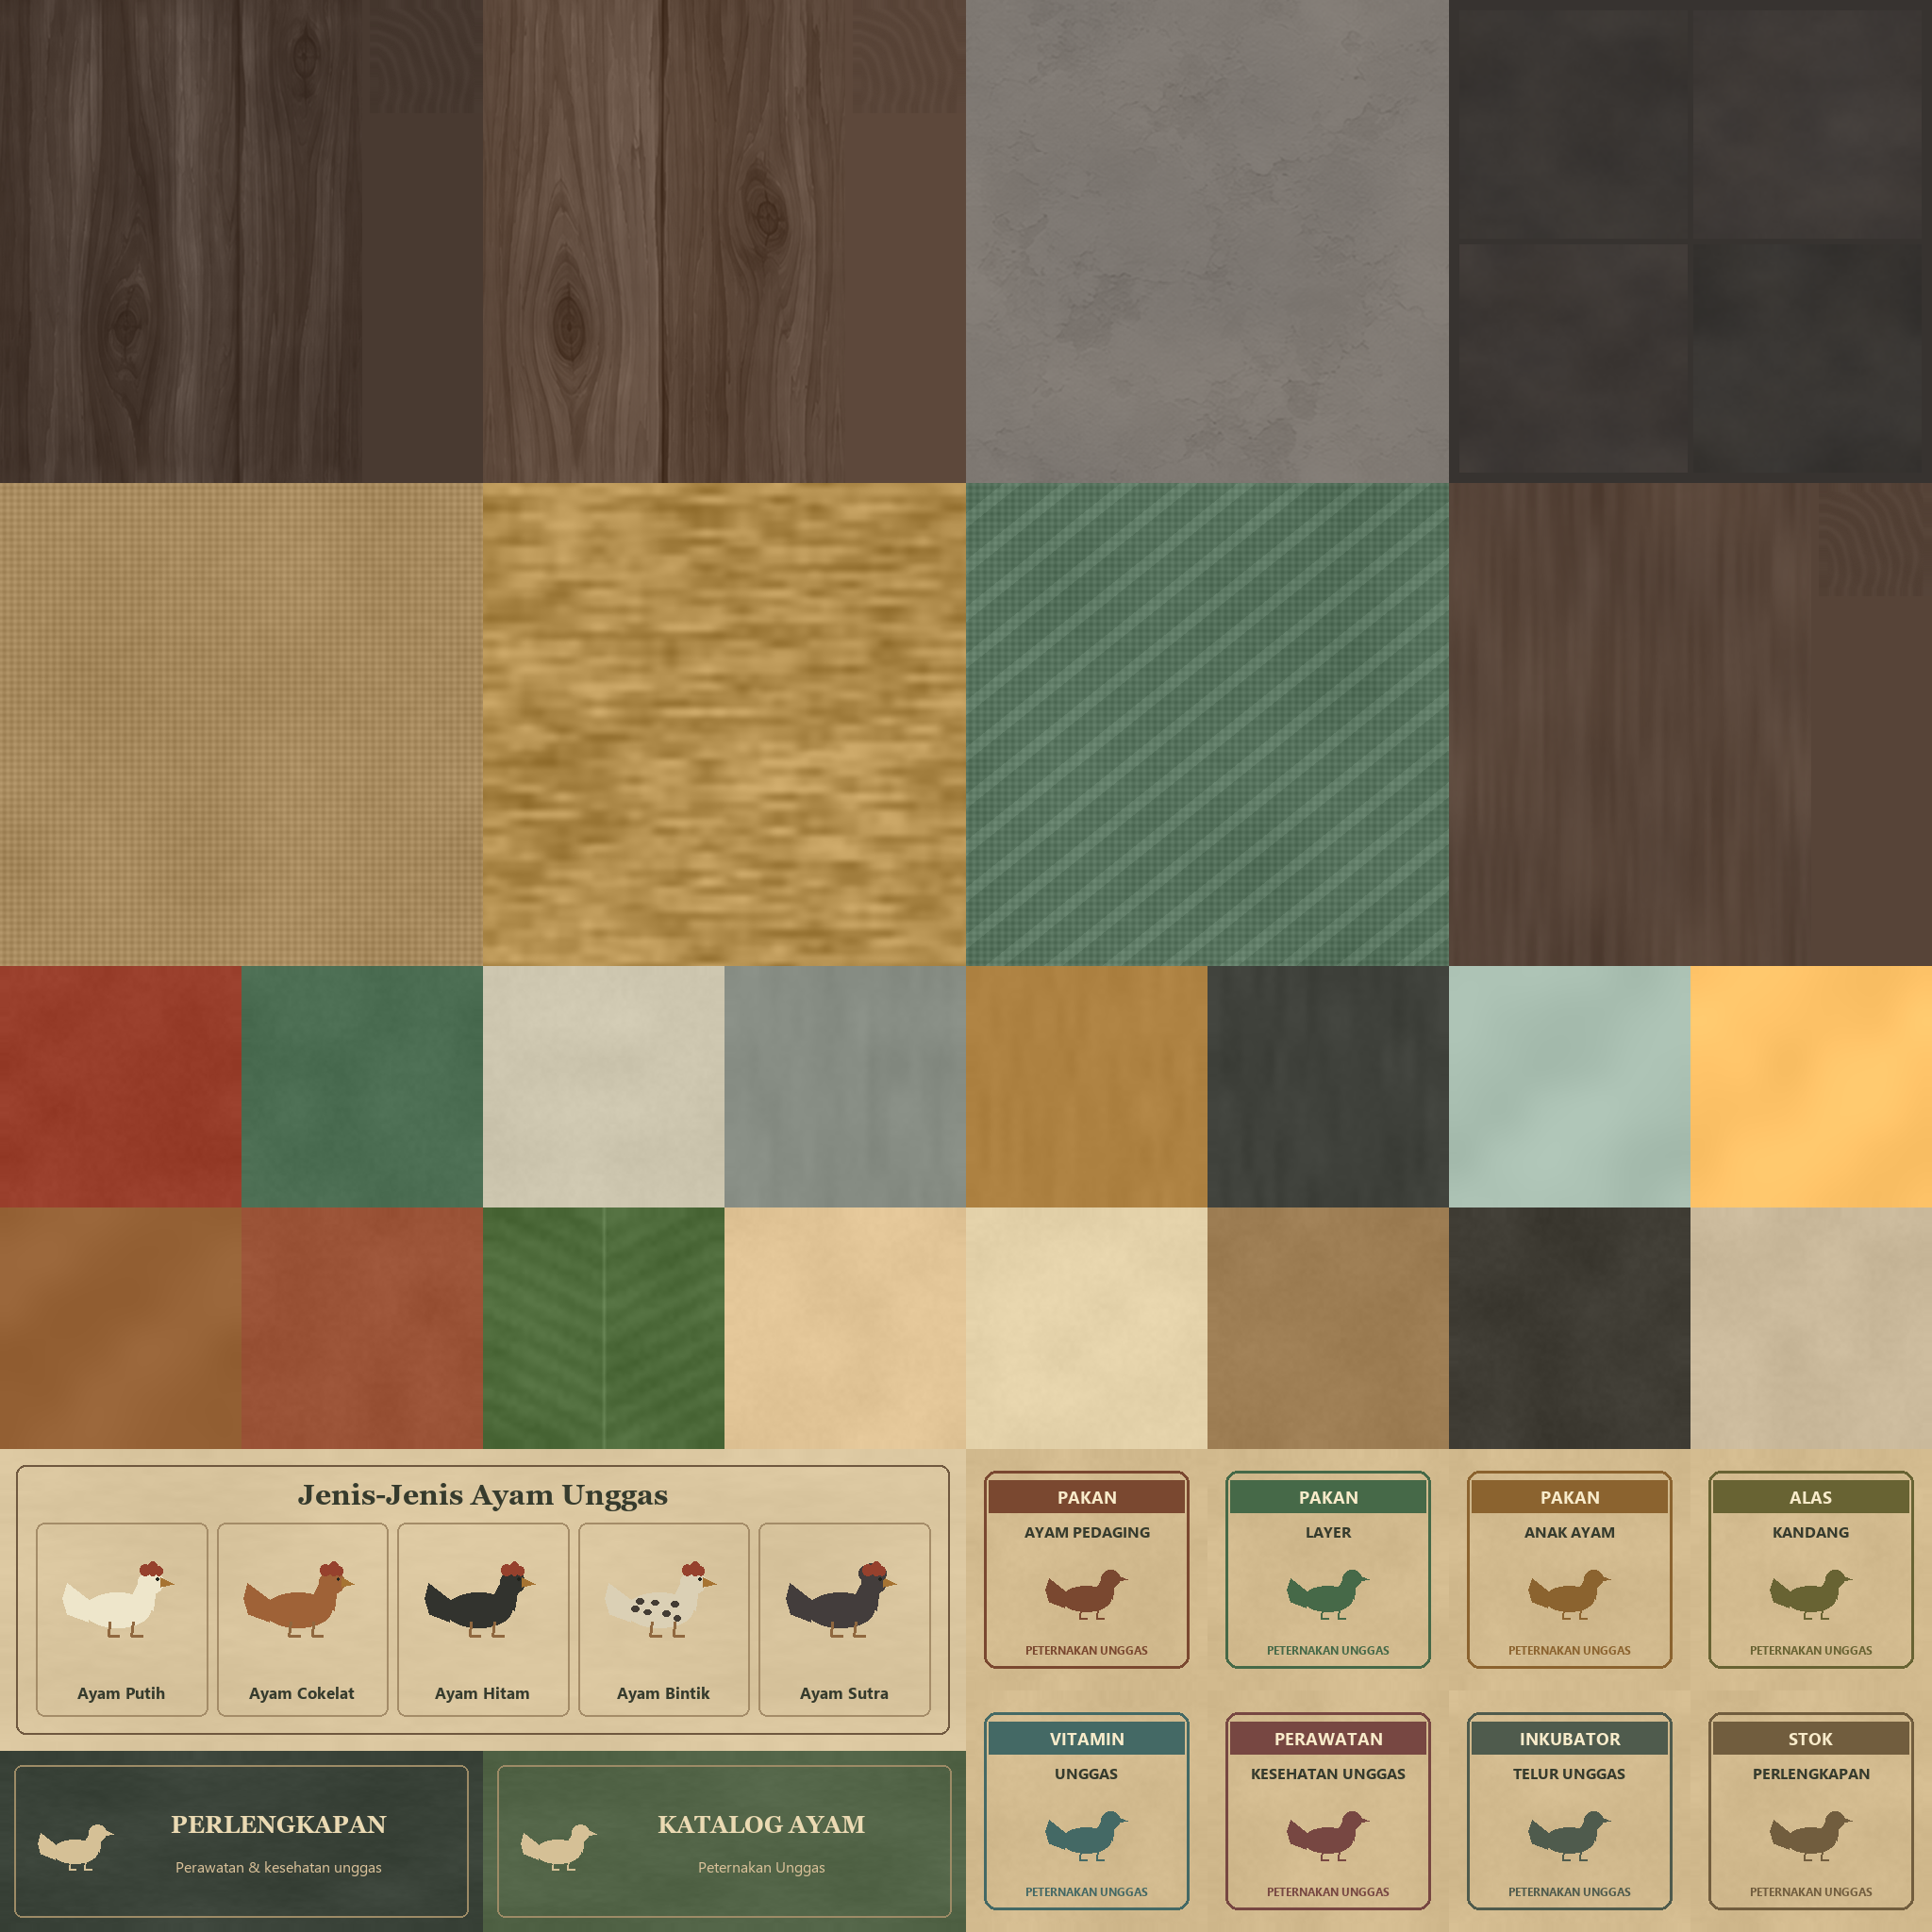 Jenis-Jenis Ayam Unggas
Ayam Putih
Ayam Cokelat
Ayam Hitam
Ayam Bintik
Ayam Sutra
PERLENGKAPAN
Perawatan & kesehatan unggas
KATALOG AYAM
Peternakan Unggas
PAKAN
AYAM PEDAGING
PETERNAKAN UNGGAS
PAKAN
LAYER
PETERNAKAN UNGGAS
PAKAN
ANAK AYAM
PETERNAKAN UNGGAS
ALAS
KANDANG
PETERNAKAN UNGGAS
VITAMIN
UNGGAS
PETERNAKAN UNGGAS
PERAWATAN
KESEHATAN UNGGAS
PETERNAKAN UNGGAS
INKUBATOR
TELUR UNGGAS
PETERNAKAN UNGGAS
STOK
PERLENGKAPAN
PETERNAKAN UNGGAS